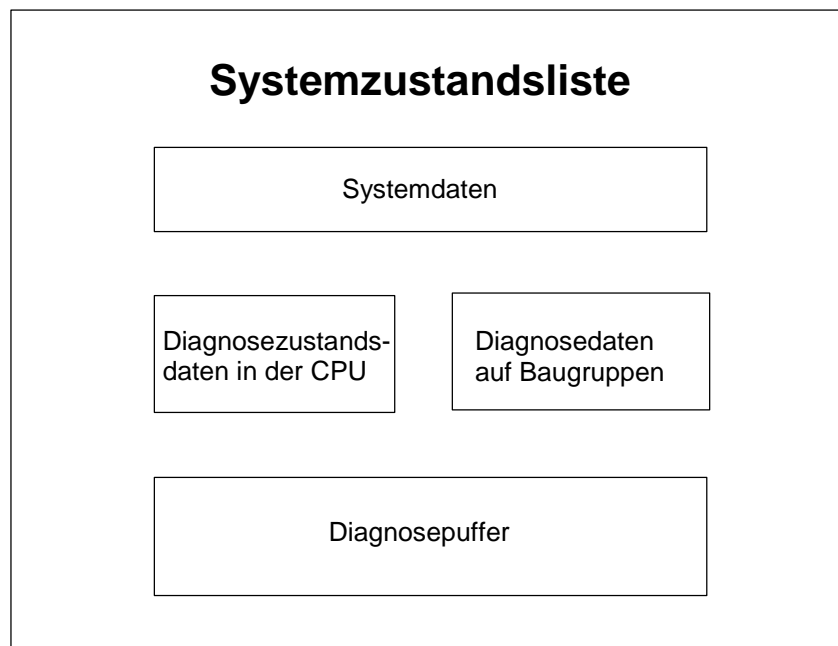 Systemzustandsliste
Systemdaten
Diagnosezustands-
daten in der CPU
Diagnosedaten
auf Baugruppen
Diagnosepuffer